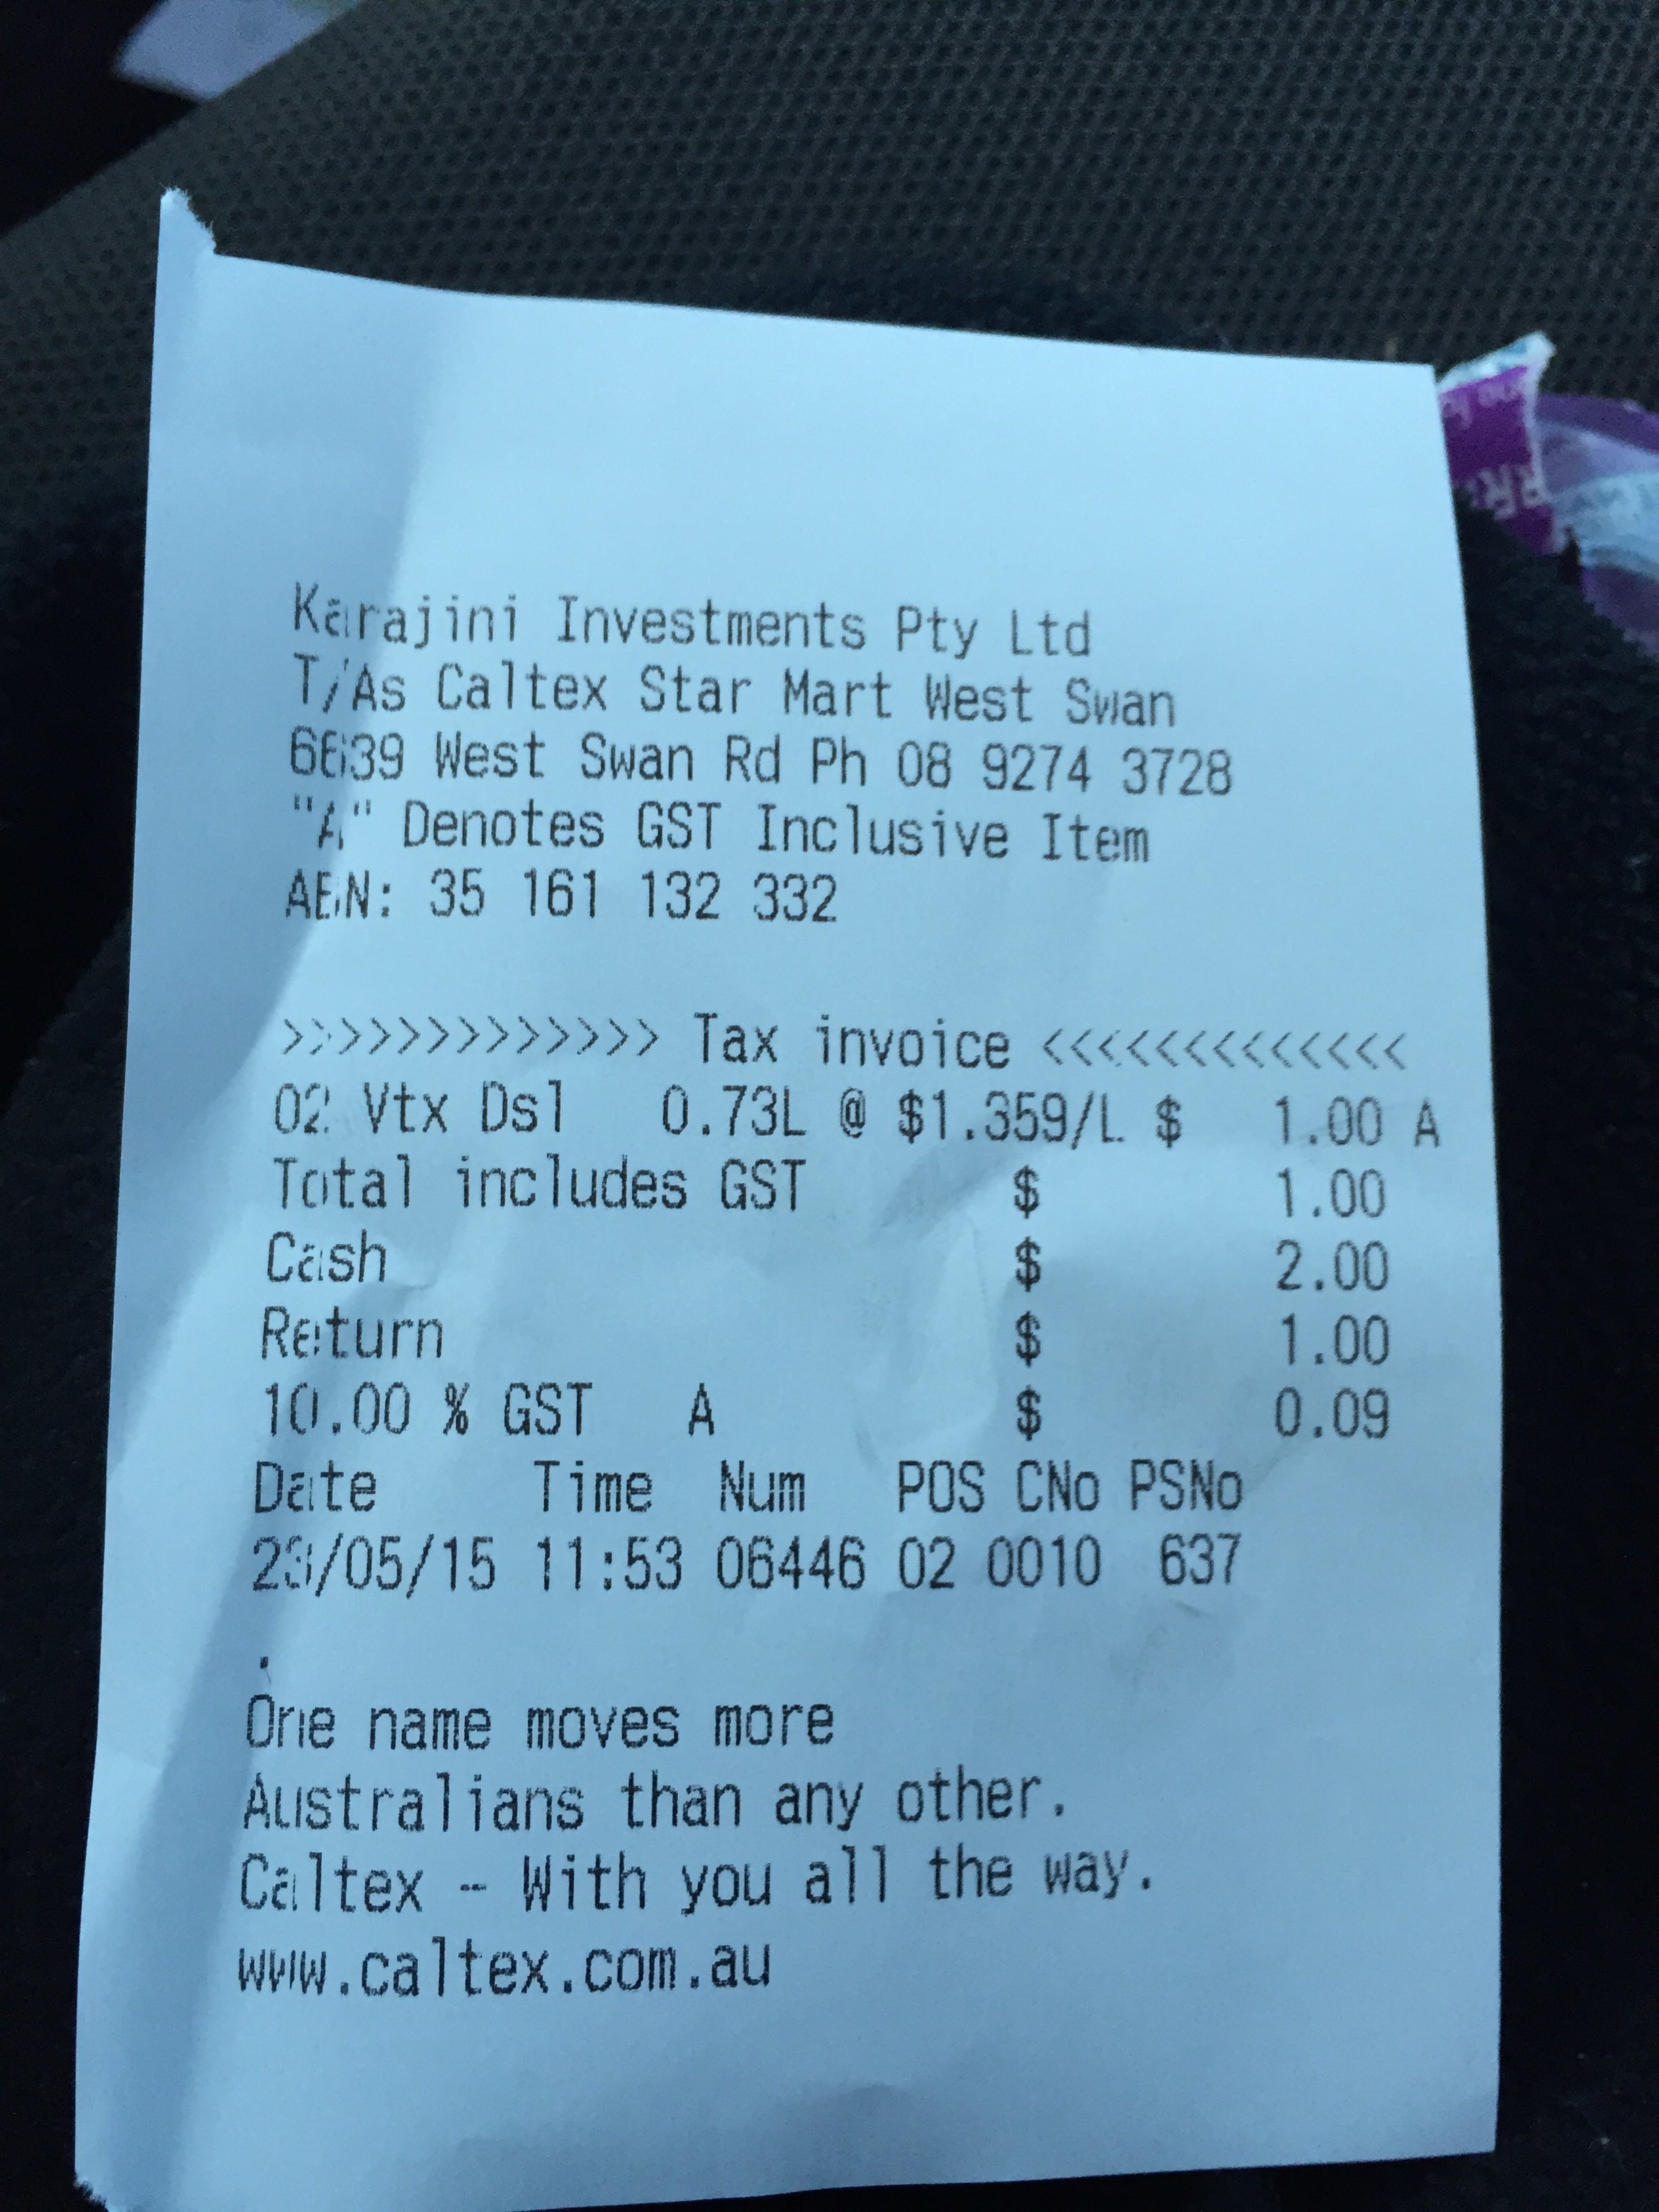 Karajini Investments Pty Ltd
T/As Caltex Star Mart West Swan
6639 West Swan Rd Ph 08 9274 3728
"A" Denotes GST Inclusive Item
ABN: 35 161 132 332
>>>>>>>>>>>>> Tax invoice <<<<<<<<<<<<<
02 Vtx Dsl 0.73L @ $1.359/L $ 1.00 A
Total includes GST $ 1.00
Cash $ 2.00
Return $ 1.00
10.00 % GST A $ 0.09
Date Time Num POS CNo PSNo
23/05/15 11:53 06446 02 0010 637
.
One name moves more
Australians than any other.
Caltex - With you all the way.
www.caltex.com.au